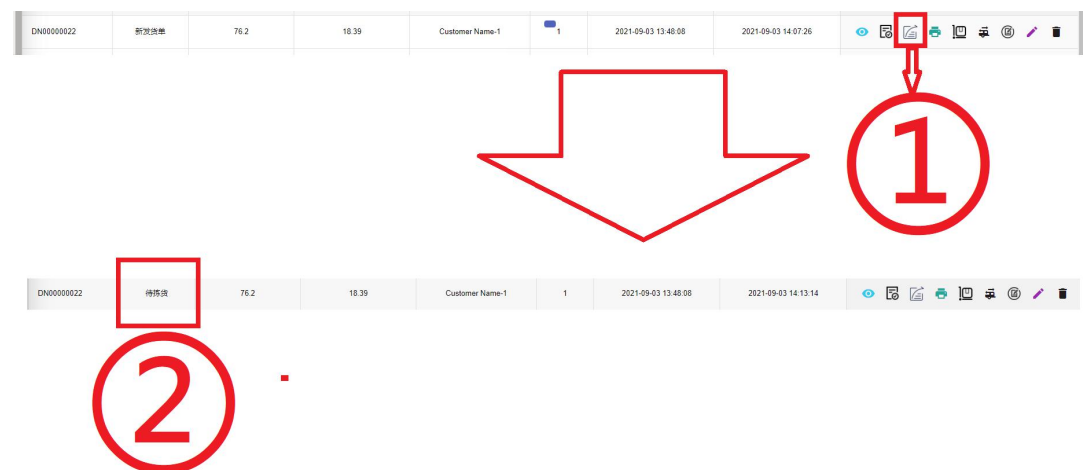 DN00000022 新发货单 76.2 18.39 Customer Name-1 1 2021-09-03 13:48:08 2021-09-03 14:07:26
1
DN00000022 待拣货 76.2 18.39 Customer Name-1 1 2021-09-03 13:48:08 2021-09-03 14:13:14
2